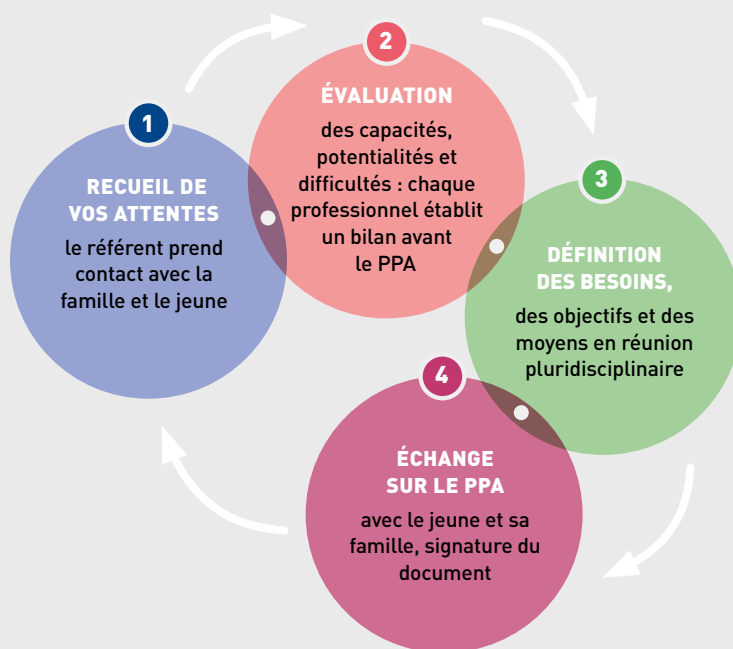 1
RECUEIL DE
VOS ATTENTES
le référent prend
contact avec la
famille et le jeune
2
ÉVALUATION
des capacités,
potentialités et
difficultés : chaque
professionnel établit
un bilan avant
le PPA
3
DÉFINITION
DES BESOINS,
des objectifs et des
moyens en réunion
pluridisciplinaire
4
ÉCHANGE
SUR LE PPA
avec le jeune et sa
famille, signature du
document